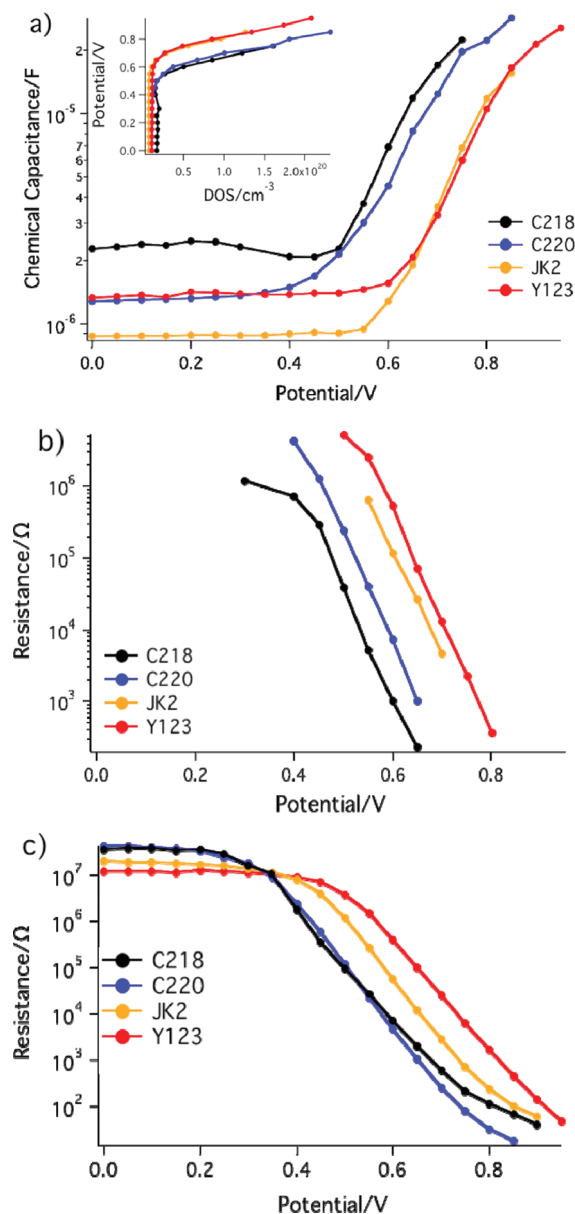 a)
Potential/V
0.8
0.6
0.4
0.2
0.0
0.5
1.0
1.5
2.0x10²⁰
DOS/cm⁻³
Chemical Capacitance/F
2
10⁻⁵
7
6
5
4
3
2
10⁻⁶
C218
C220
JK2
Y123
0.0
0.2
0.4
0.6
0.8
Potential/V
b)
Resistance/Ω
10⁶
10⁵
10⁴
10³
C218
C220
JK2
Y123
0.0
0.2
0.4
0.6
0.8
Potential/V
c)
Resistance/Ω
10⁷
10⁶
10⁵
10⁴
10³
10²
C218
C220
JK2
Y123
0.0
0.2
0.4
0.6
0.8
Potential/V